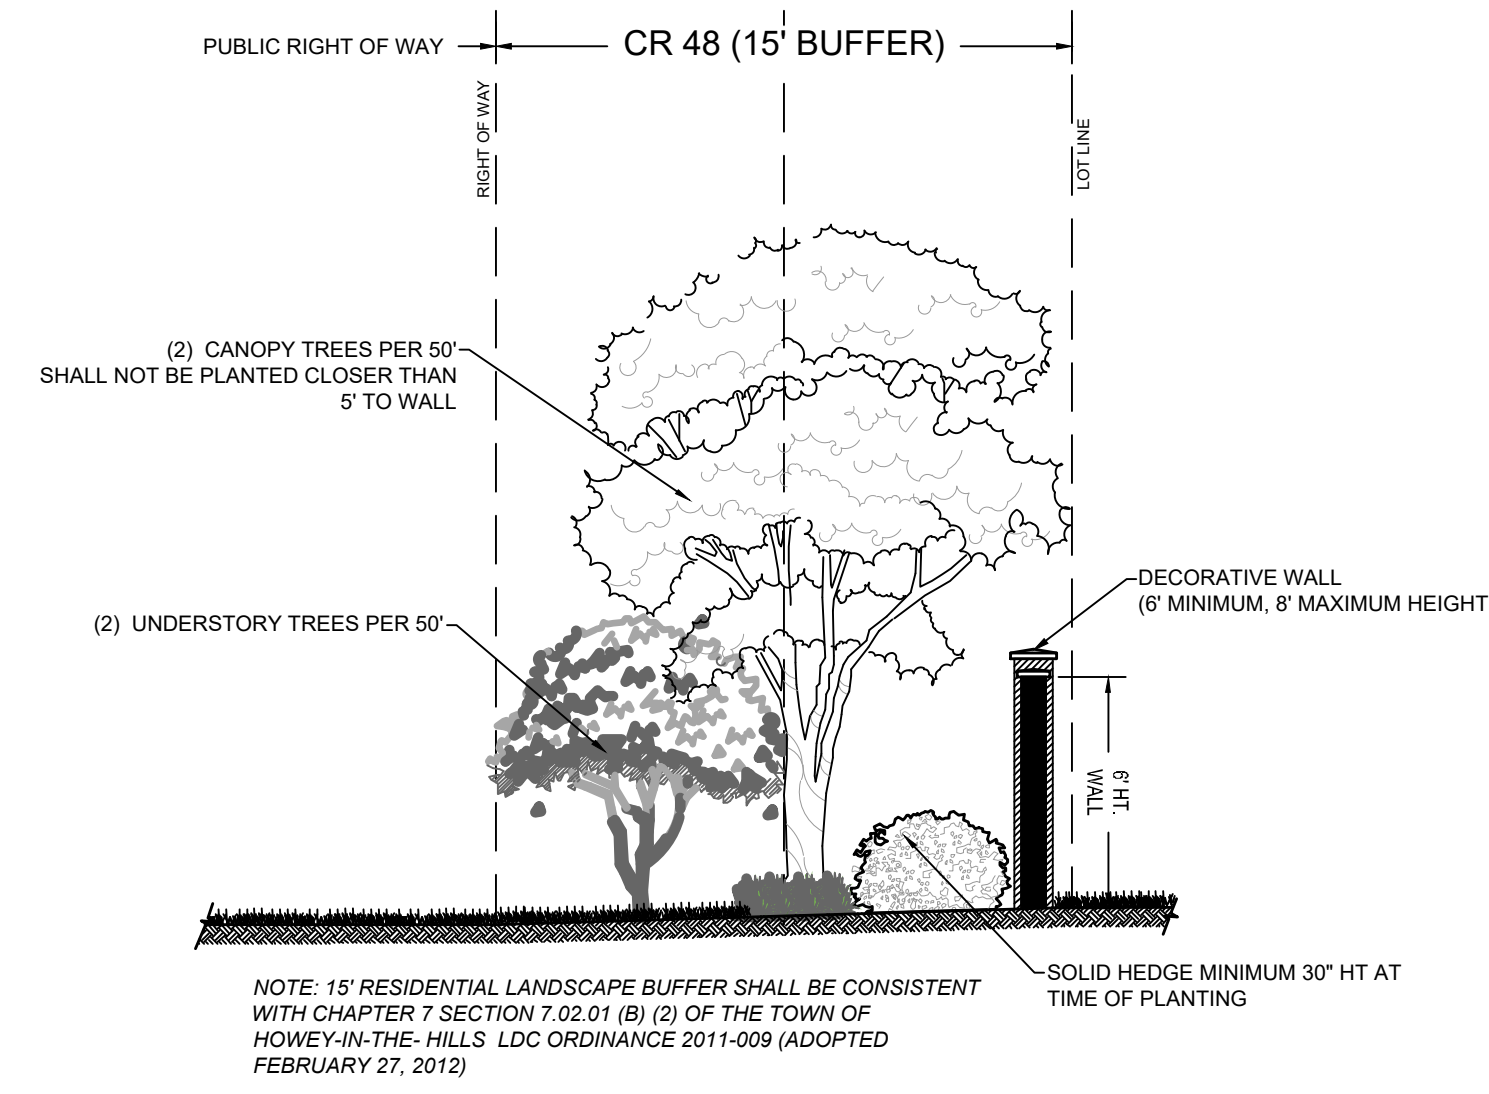 PUBLIC RIGHT OF WAY
CR 48 (15' BUFFER)
RIGHT OF WAY
LOT LINE
(2) CANOPY TREES PER 50'
SHALL NOT BE PLANTED CLOSER THAN
5' TO WALL
DECORATIVE WALL
(6' MINIMUM, 8' MAXIMUM HEIGHT
(2) UNDERSTORY TREES PER 50'
6' HT.
WALL
SOLID HEDGE MINIMUM 30" HT AT
TIME OF PLANTING
NOTE: 15' RESIDENTIAL LANDSCAPE BUFFER SHALL BE CONSISTENT
WITH CHAPTER 7 SECTION 7.02.01 (B) (2) OF THE TOWN OF
HOWEY-IN-THE- HILLS LDC ORDINANCE 2011-009 (ADOPTED
FEBRUARY 27, 2012)